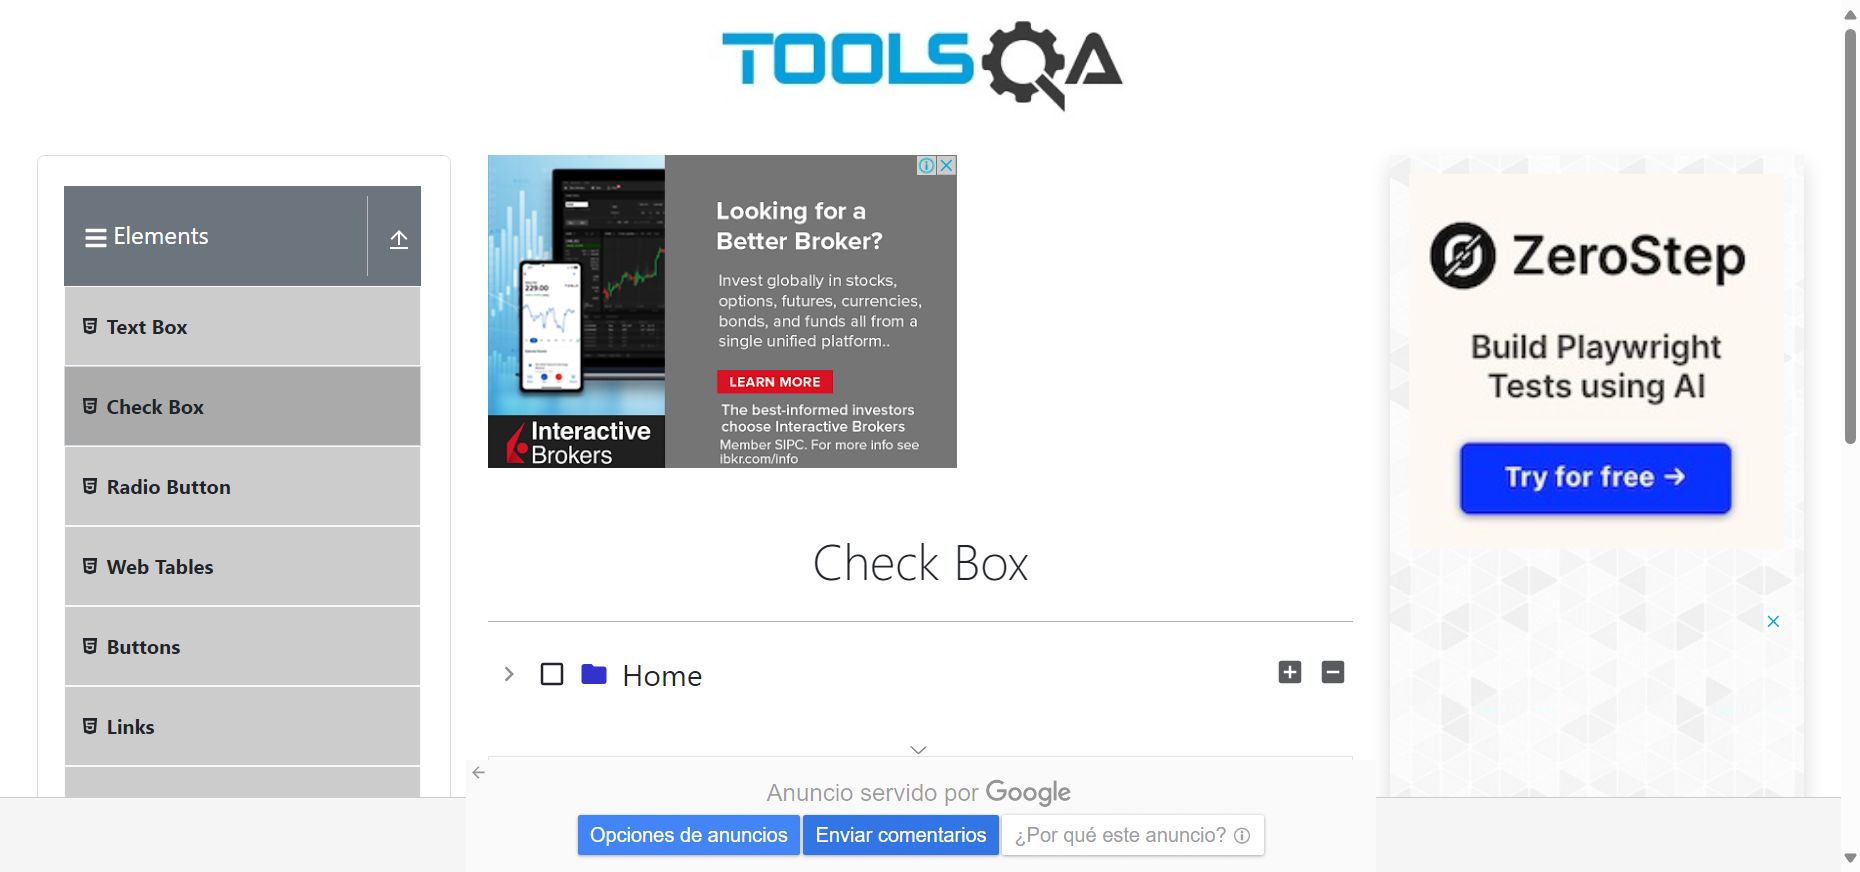 TOOLSQA
Elements
Text Box
Check Box
Radio Button
Web Tables
Buttons
Links
Looking for a
Better Broker?
Invest globally in stocks,
options, futures, currencies,
bonds, and funds all from a
single unified platform..
LEARN MORE
The best-informed investors
choose Interactive Brokers
Member SIPC. For more info see
ibkr.com/info
229.00
Interactive
Brokers
Check Box
Home
Anuncio servido por Google
Opciones de anuncios
Enviar comentarios
¿Por qué este anuncio?
ZeroStep
Build Playwright
Tests using AI
Try for free →